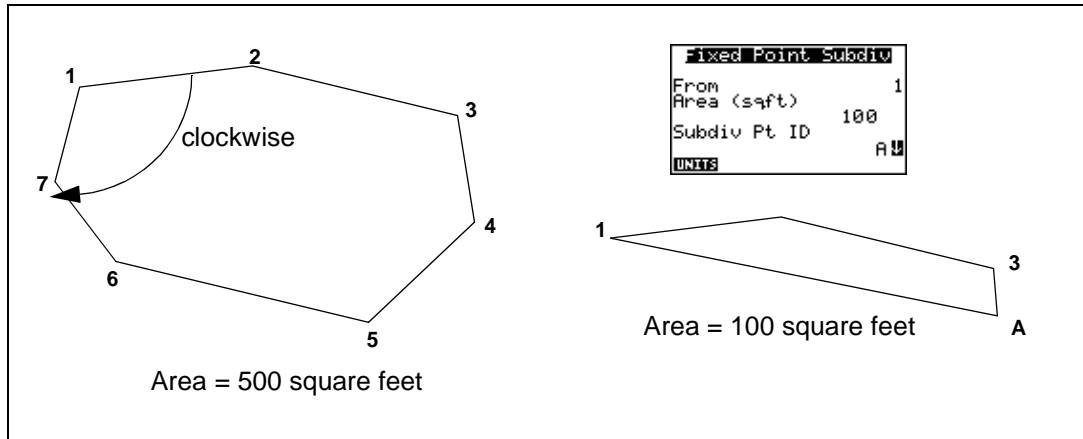 1
2
3
4
5
6
7
clockwise
Area = 500 square feet
Fixed Point Subdiv
From 1
Area (sqft)
100
Subdiv Pt ID
A
UNITS
1
3
A
Area = 100 square feet